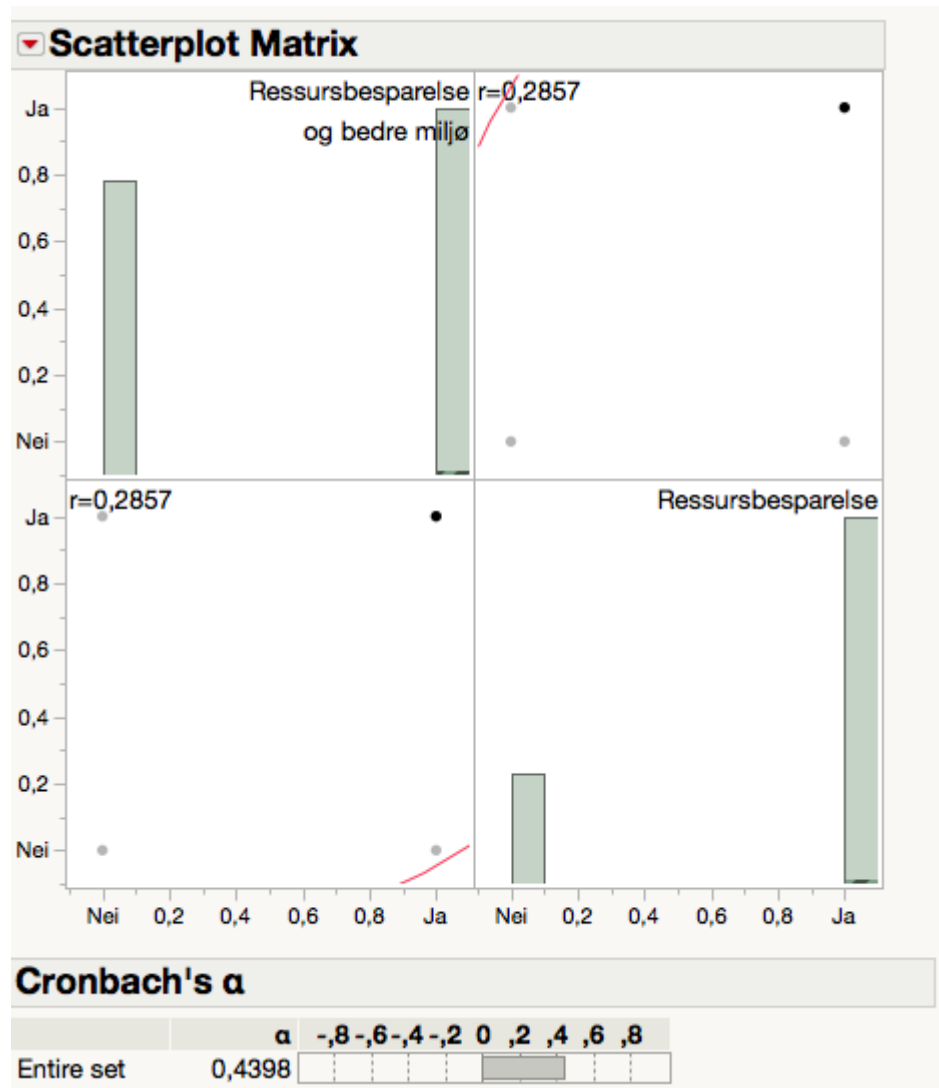 Scatterplot Matrix
Ressursbesparelse
og bedre miljø
r=0,2857
Ja
0,8
0,6
0,4
0,2
Nei
r=0,2857
Ressursbesparelse
Ja
0,8
0,6
0,4
0,2
Nei
Nei 0,2 0,4 0,6 0,8 Ja Nei 0,2 0,4 0,6 0,8 Ja
Cronbach's α
α -,8 -,6 -,4 -,2 0 ,2 ,4 ,6 ,8
Entire set 0,4398